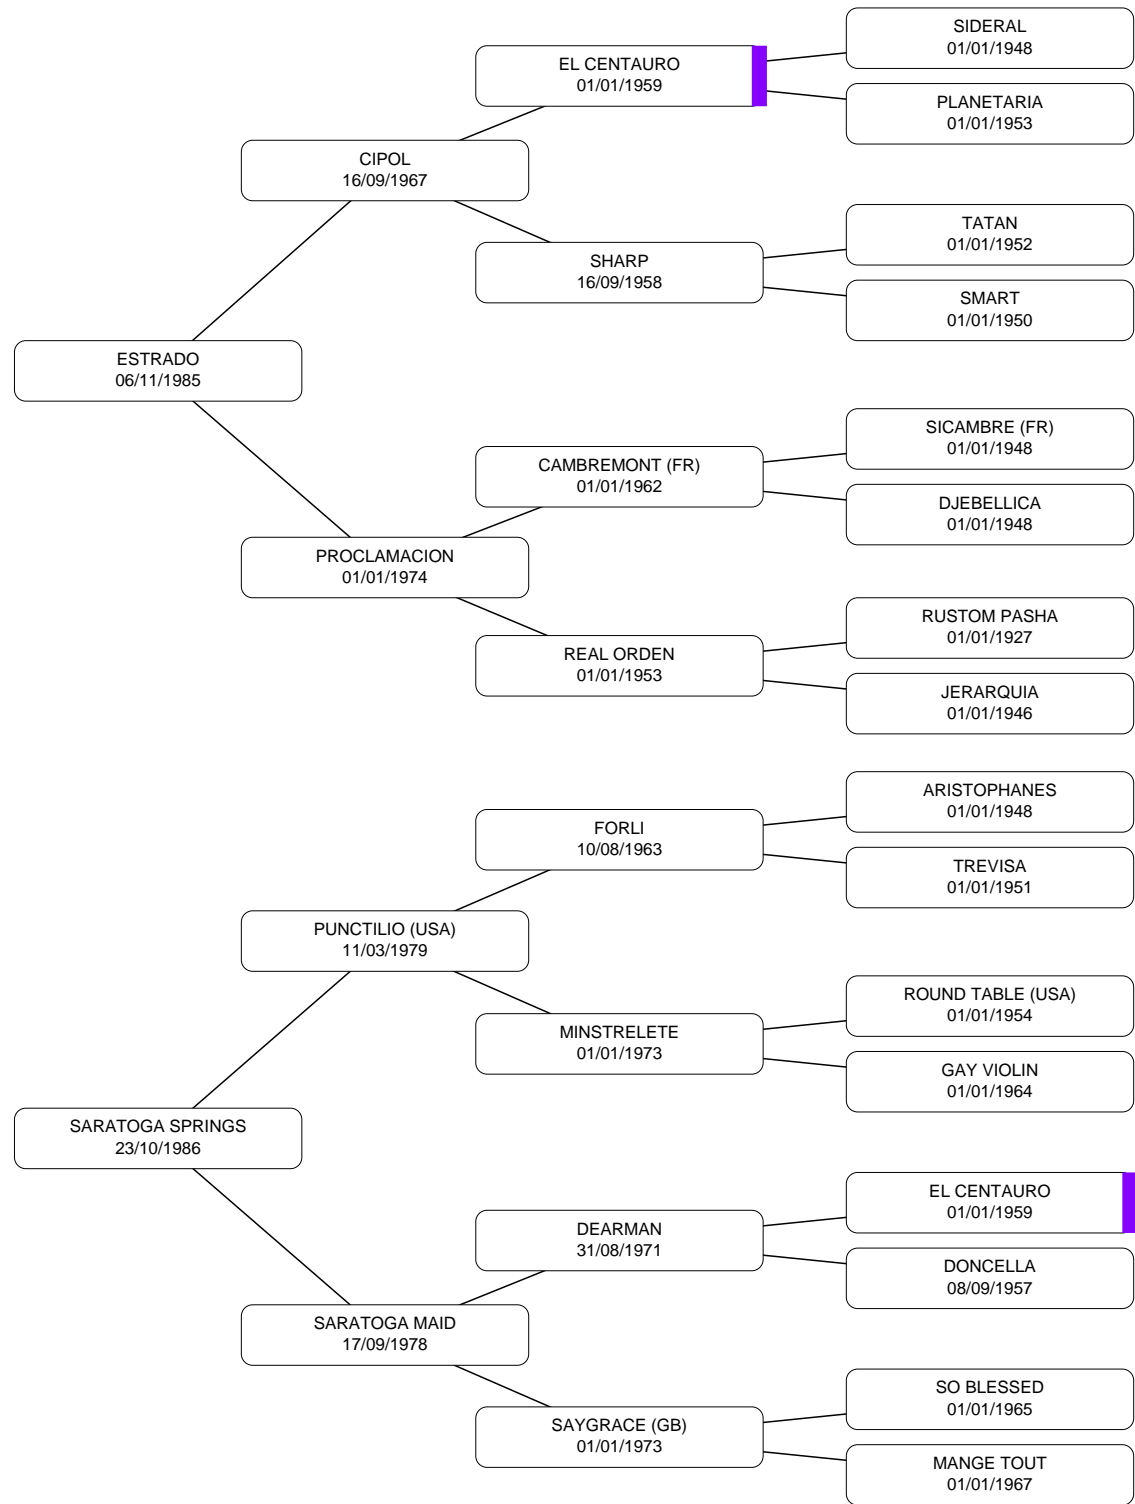 SIDERAL
01/01/1948
EL CENTAURO
01/01/1959
PLANETARIA
01/01/1953
CIPOL
16/09/1967
TATAN
01/01/1952
SHARP
16/09/1958
SMART
01/01/1950
ESTRADO
06/11/1985
SICAMBRE (FR)
01/01/1948
CAMBREMONT (FR)
01/01/1962
DJEBELLICA
01/01/1948
PROCLAMACION
01/01/1974
RUSTOM PASHA
01/01/1927
REAL ORDEN
01/01/1953
JERARQUIA
01/01/1946
ARISTOPHANES
01/01/1948
FORLI
10/08/1963
TREVISA
01/01/1951
PUNCTILIO (USA)
11/03/1979
ROUND TABLE (USA)
01/01/1954
MINSTRELETE
01/01/1973
GAY VIOLIN
01/01/1964
SARATOGA SPRINGS
23/10/1986
EL CENTAURO
01/01/1959
DEARMAN
31/08/1971
DONCELLA
08/09/1957
SARATOGA MAID
17/09/1978
SO BLESSED
01/01/1965
SAYGRACE (GB)
01/01/1973
MANGE TOUT
01/01/1967